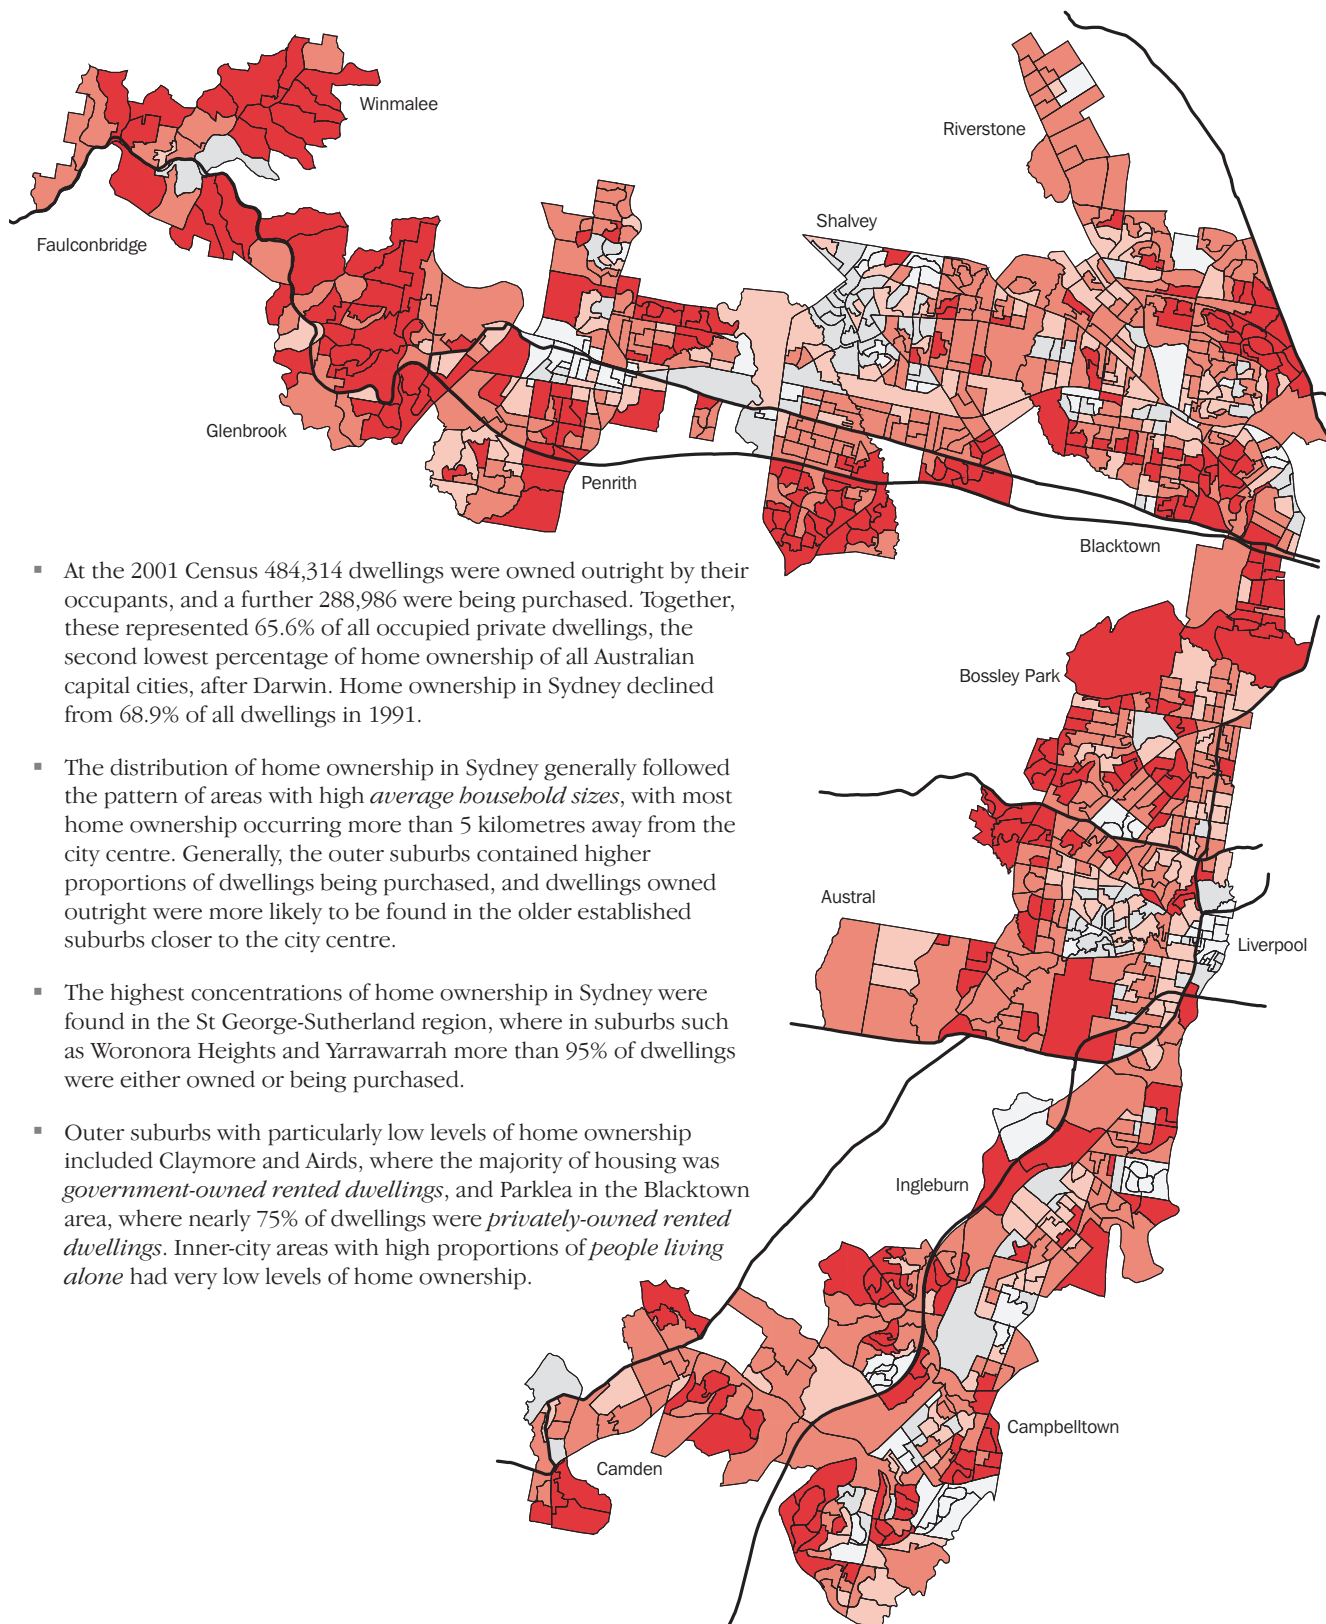 Winmalee
Riverstone
Shalvey
Faulconbridge
Glenbrook
Penrith
Blacktown
▪ At the 2001 Census 484,314 dwellings were owned outright by their
occupants, and a further 288,986 were being purchased. Together,
these represented 65.6% of all occupied private dwellings, the
second lowest percentage of home ownership of all Australian
capital cities, after Darwin. Home ownership in Sydney declined
from 68.9% of all dwellings in 1991.
Bossley Park
▪ The distribution of home ownership in Sydney generally followed
the pattern of areas with high average household sizes, with most
home ownership occurring more than 5 kilometres away from the
city centre. Generally, the outer suburbs contained higher
proportions of dwellings being purchased, and dwellings owned
outright were more likely to be found in the older established
suburbs closer to the city centre.
Austral
Liverpool
▪ The highest concentrations of home ownership in Sydney were
found in the St George-Sutherland region, where in suburbs such
as Woronora Heights and Yarrawarrah more than 95% of dwellings
were either owned or being purchased.
▪ Outer suburbs with particularly low levels of home ownership
included Claymore and Airds, where the majority of housing was
government-owned rented dwellings, and Parklea in the Blacktown
area, where nearly 75% of dwellings were privately-owned rented
dwellings. Inner-city areas with high proportions of people living
alone had very low levels of home ownership.
Ingleburn
Campbelltown
Camden